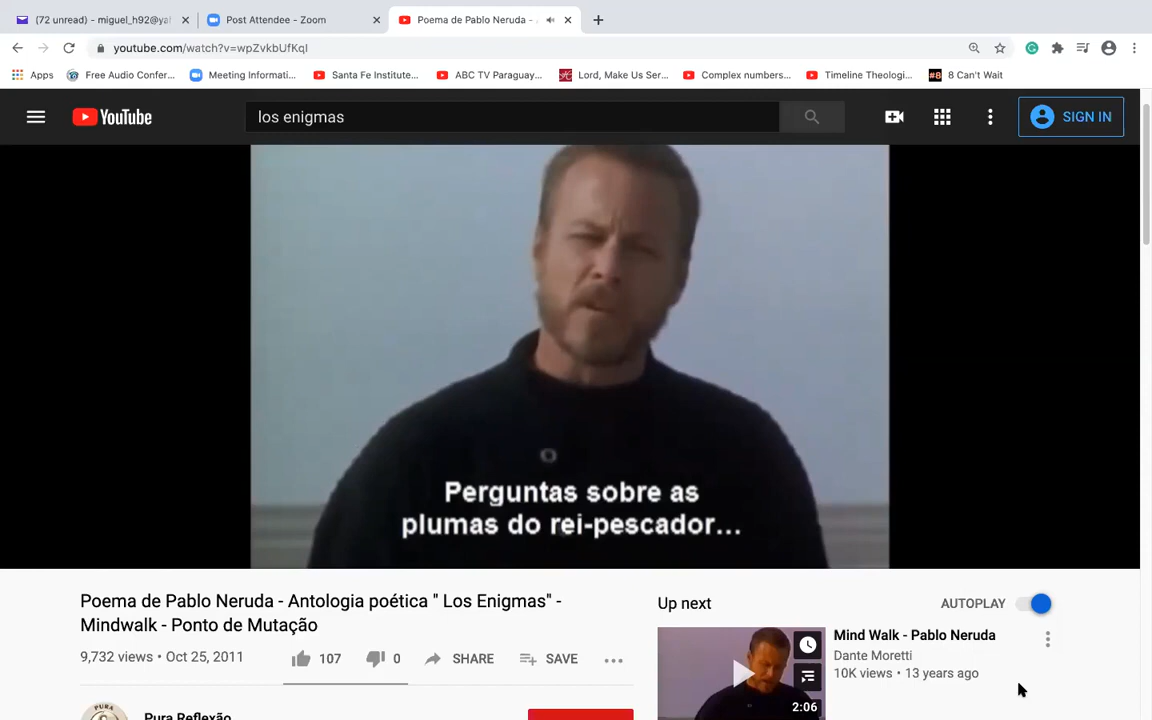 (72 unread) - miguel_h92@yal
Post Attendee - Zoom
Poema de Pablo Neruda -
youtube.com/watch?v=wpZvkbUfKqI
Apps
Free Audio Confer...
Meeting Informati...
Santa Fe Institute...
ABC TV Paraguay...
Lord, Make Us Ser...
Complex numbers...
Timeline Theologi...
#8 8 Can't Wait
YouTube
los enigmas
SIGN IN
Perguntas sobre as
plumas do rei-pescador...
Poema de Pablo Neruda - Antologia poética " Los Enigmas" -
Mindwalk - Ponto de Mutação
9,732 views • Oct 25, 2011
107
0
SHARE
SAVE
PURA
Pura Reflexão
Up next
AUTOPLAY
Mind Walk - Pablo Neruda
Dante Moretti
10K views • 13 years ago
2:06